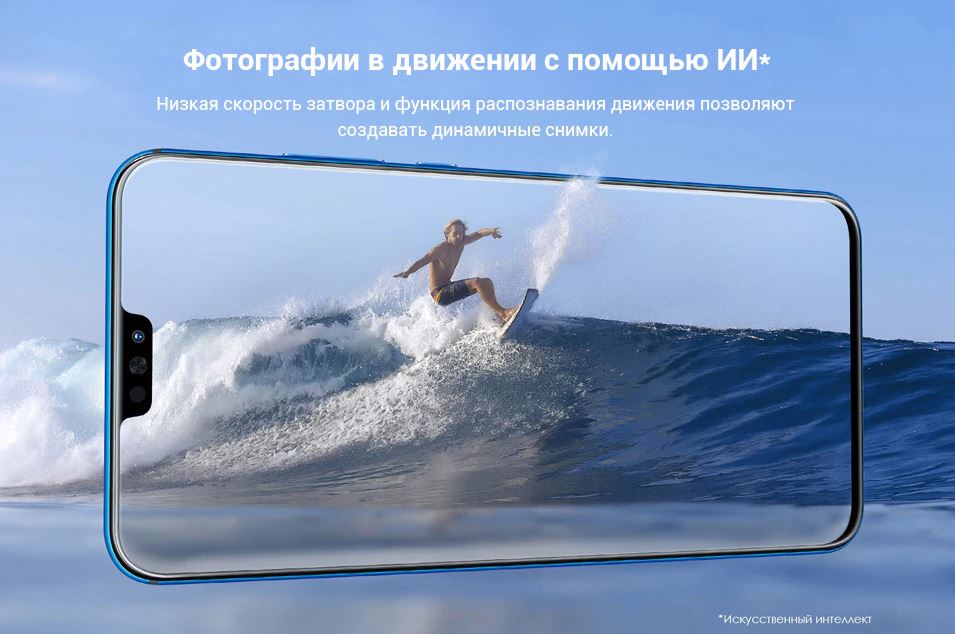 Фотографии в движении с помощью ИИ*
Низкая скорость затвора и функция распознавания движения позволяют
создавать динамичные снимки.
*Искусственный интеллект